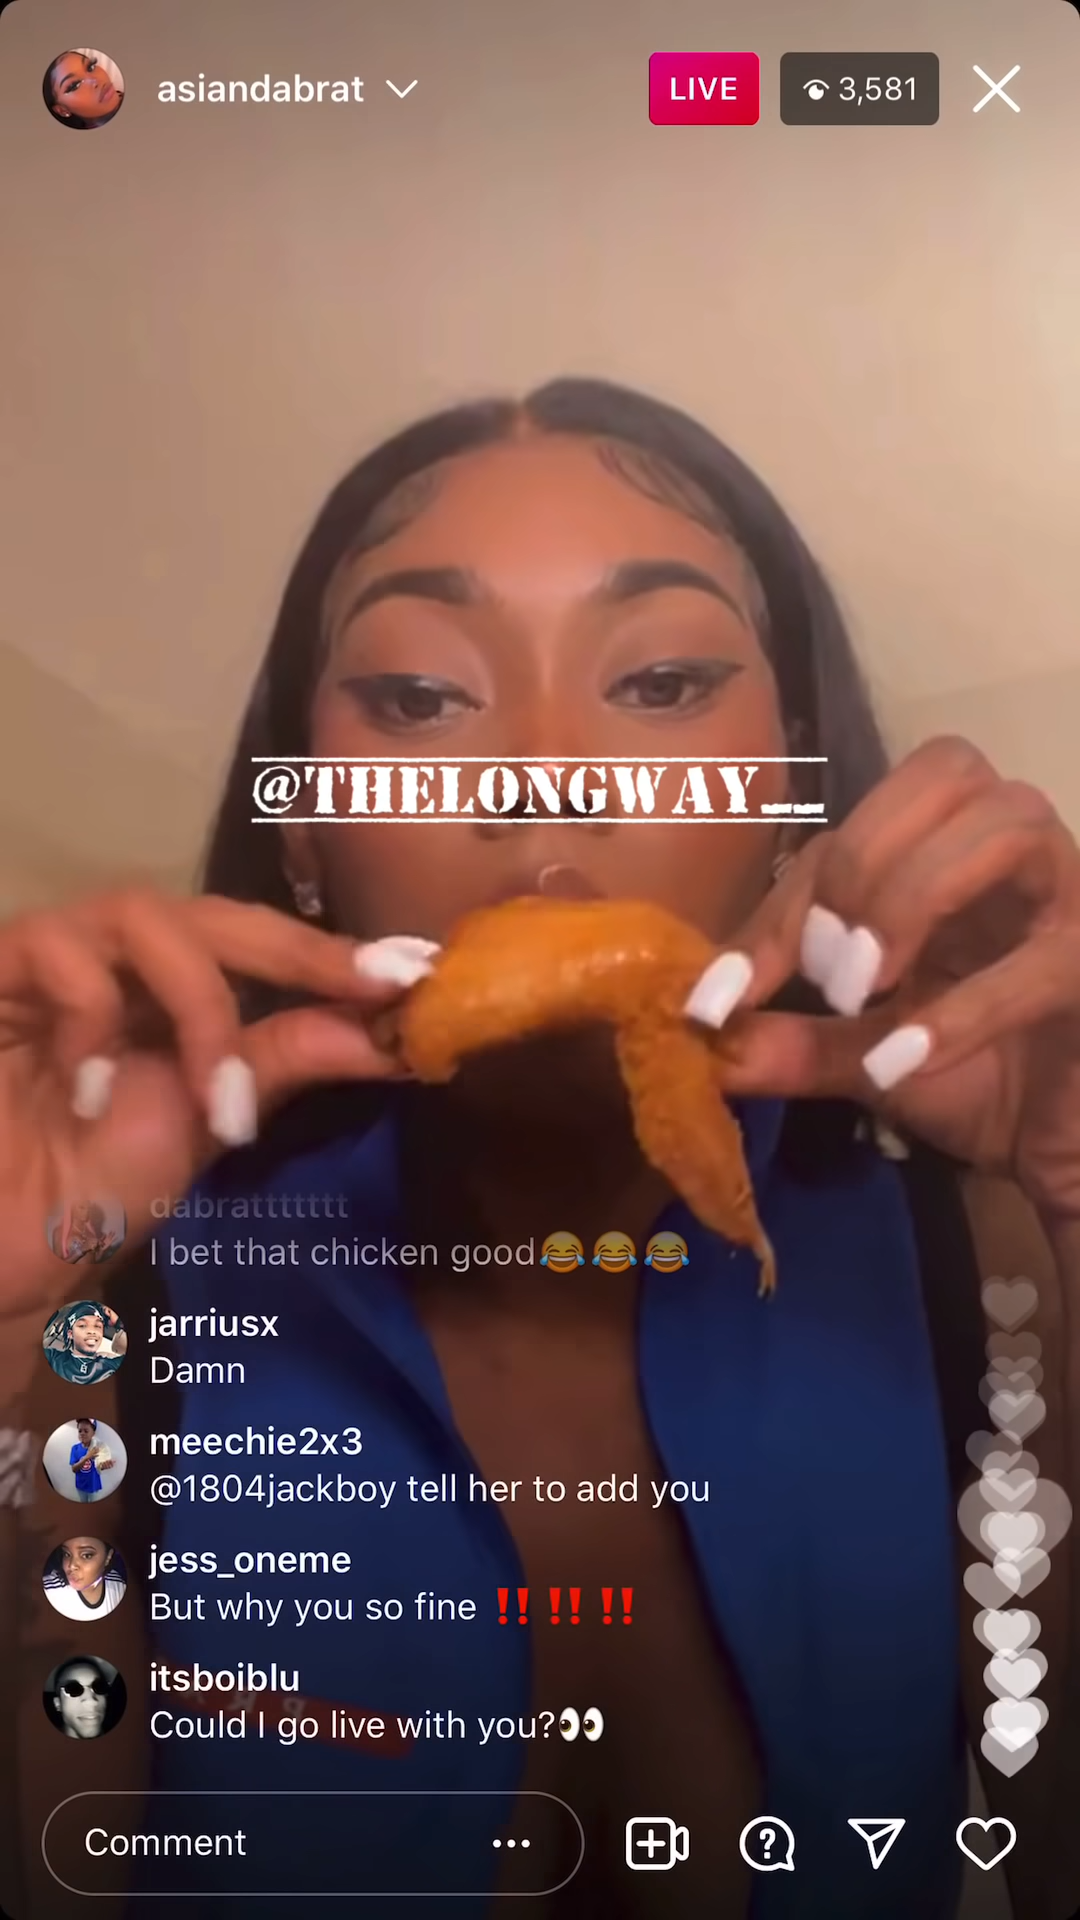 asiandabrat
LIVE
3,581
@THELONGWAY__
dabratttttttt
I bet that chicken good😂😂😂
jarriusx
Damn
meechie2x3
@1804jackboy tell her to add you
jess_oneme
But why you so fine ‼️‼️‼️
itsboiblu
Could I go live with you?👀
Comment